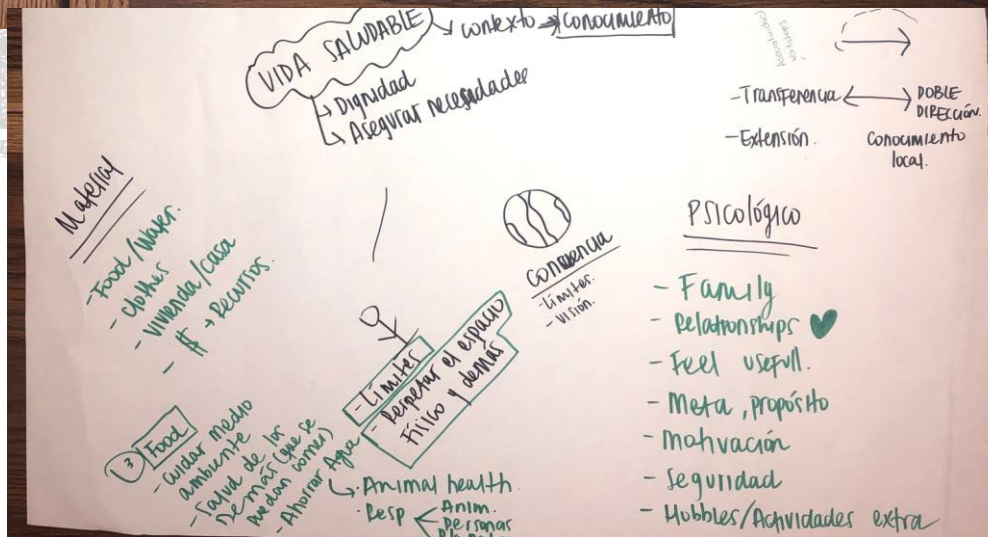 VIDA SALUDABLE
contexto → conocimiento
↳ Dignidad
↳ Asegurar necesidades
-Transferencia ↔ DOBLE DIRECCIÓN.
-Extensión.
conocimiento
local.
Material
-Food/Water.
- clothes
- vivienda/casa
- $ → Recursos.
conciencia
-límites.
- visión.
Psicológico
- Family
- Relationships ♥
- Feel usefull.
- Meta, propósito
- motivación
- Seguridad
- Hobbies/Actividades extra
-Límites
- Respetar el espacio
Físico y demás
3 Food
- cuidar medio
ambiente
- Salud de los
Demás (que se
puedan comer)
- Ahorrar Agua
↳ . Animal health
. Resp
Anim.
Personas